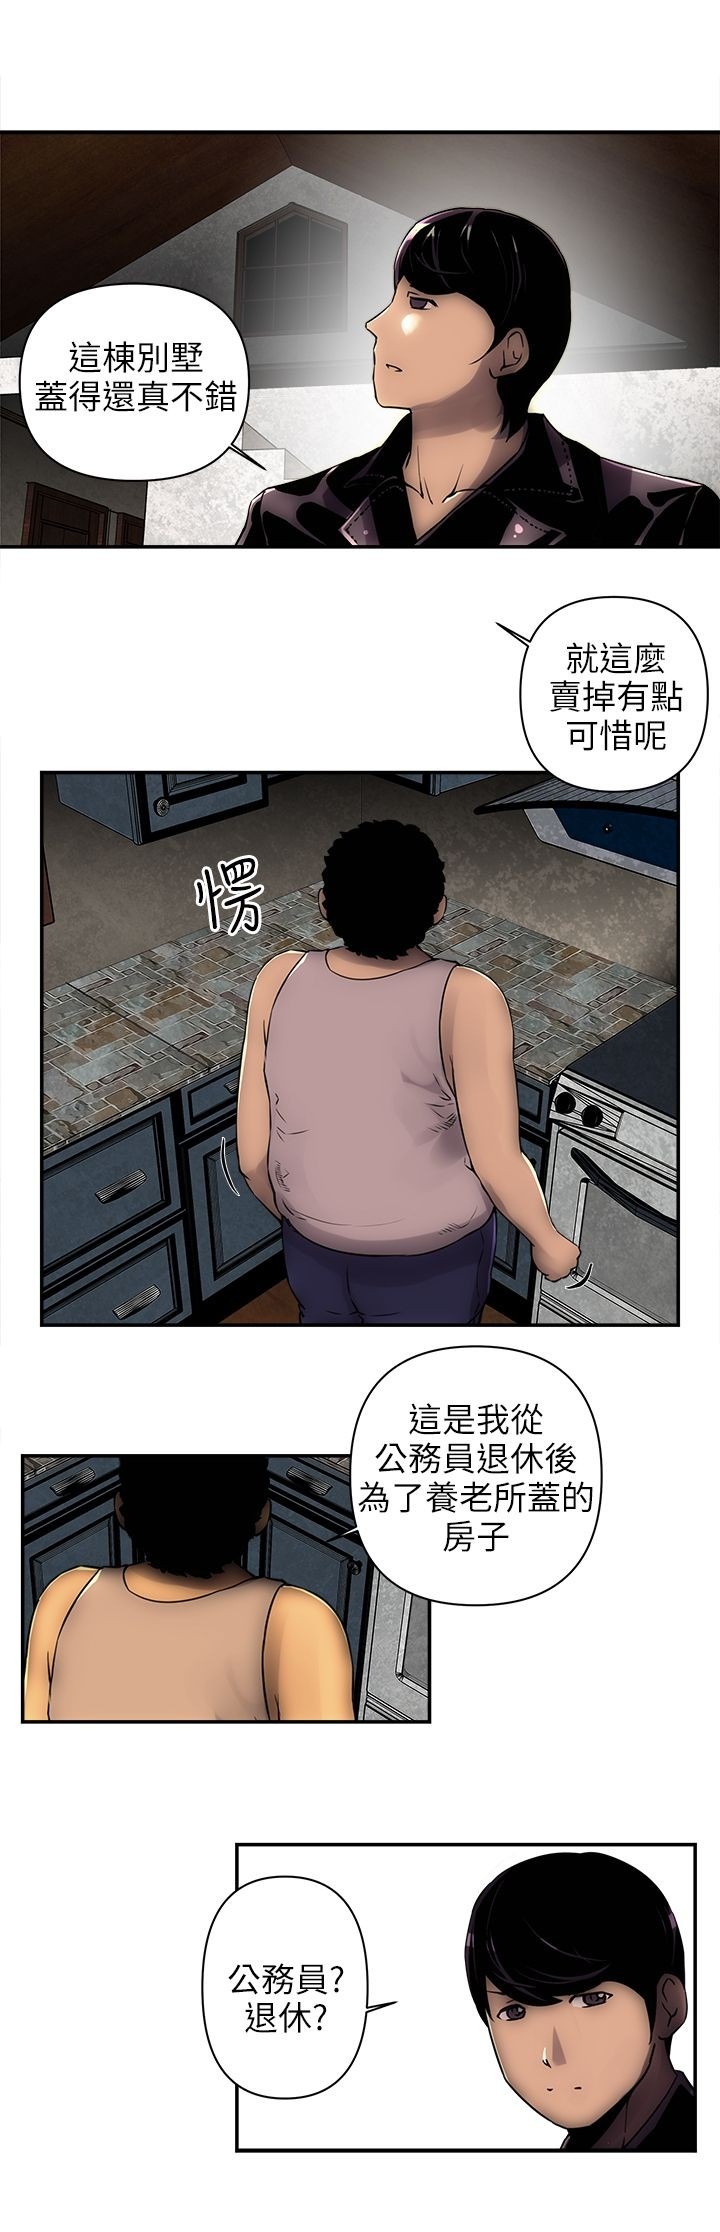 這棟別墅
蓋得還真不錯
就這麼
賣掉有點
可惜呢
愣
這是我從
公務員退休後
為了養老所蓋的
房子
公務員?
退休?